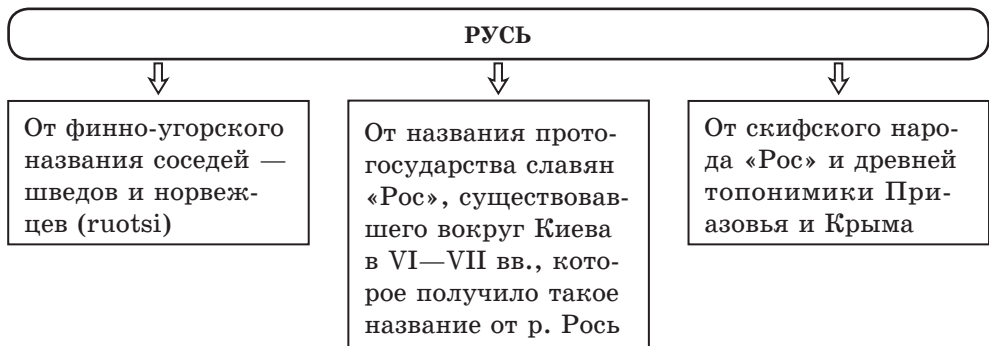 РУСЬ
От финно-угорского
названия соседей —
шведов и норвеж-
цев (ruotsi)
От названия прото-
государства славян
«Рос», существовав-
шего вокруг Киева
в VI—VII вв., кото-
рое получило такое
название от р. Рось
От скифского наро-
да «Рос» и древней
топонимики При-
азовья и Крыма